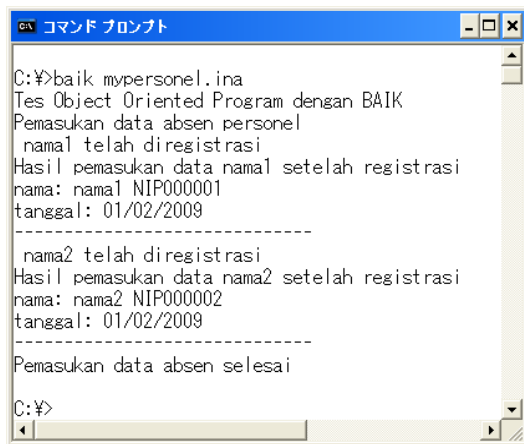 コマンド プロンプト
C:¥>baik mypersonel.ina
Tes Object Oriented Program dengan BAIK
Pemasukan data absen personel
nama1 telah diregistrasi
Hasil pemasukan data nama1 setelah registrasi
nama: nama1 NIP000001
tanggal: 01/02/2009
------------------------------
nama2 telah diregistrasi
Hasil pemasukan data nama2 setelah registrasi
nama: nama2 NIP000002
tanggal: 01/02/2009
------------------------------
Pemasukan data absen selesai
C:¥>